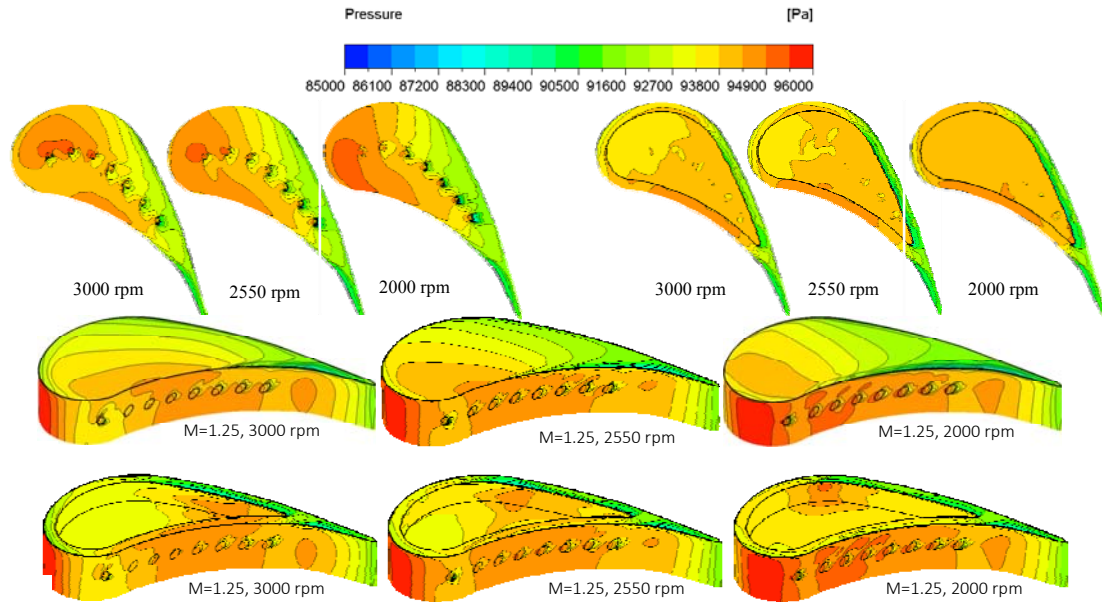 Pressure [Pa]
85000 86100 87200 88300 89400 90500 91600 92700 93800 94900 96000
3000 rpm 2550 rpm 2000 rpm 3000 rpm 2550 rpm 2000 rpm
M=1.25, 3000 rpm M=1.25, 2550 rpm M=1.25, 2000 rpm
M=1.25, 3000 rpm M=1.25, 2550 rpm M=1.25, 2000 rpm